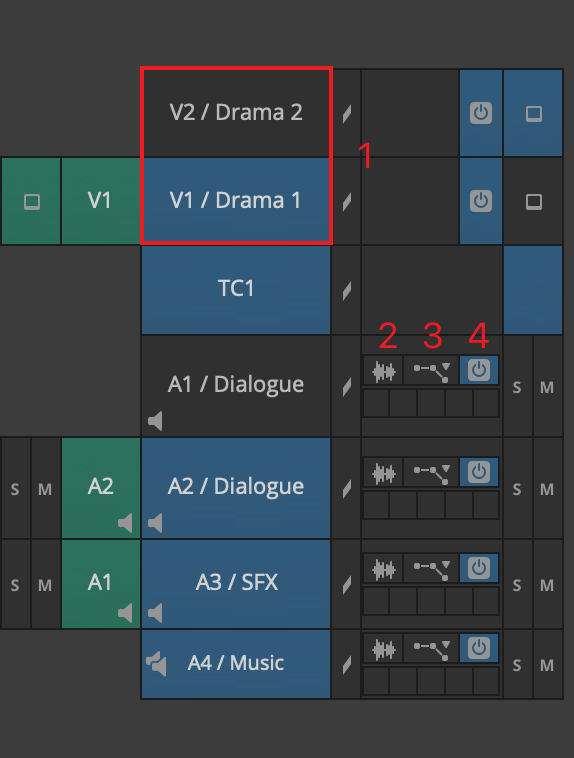 V2 / Drama 2
1
V1
V1 / Drama 1
TC1
2 3 4
A1 / Dialogue
S M
S M
A2
A2 / Dialogue
S M
S M
A1
A3 / SFX
S M
A4 / Music
S M